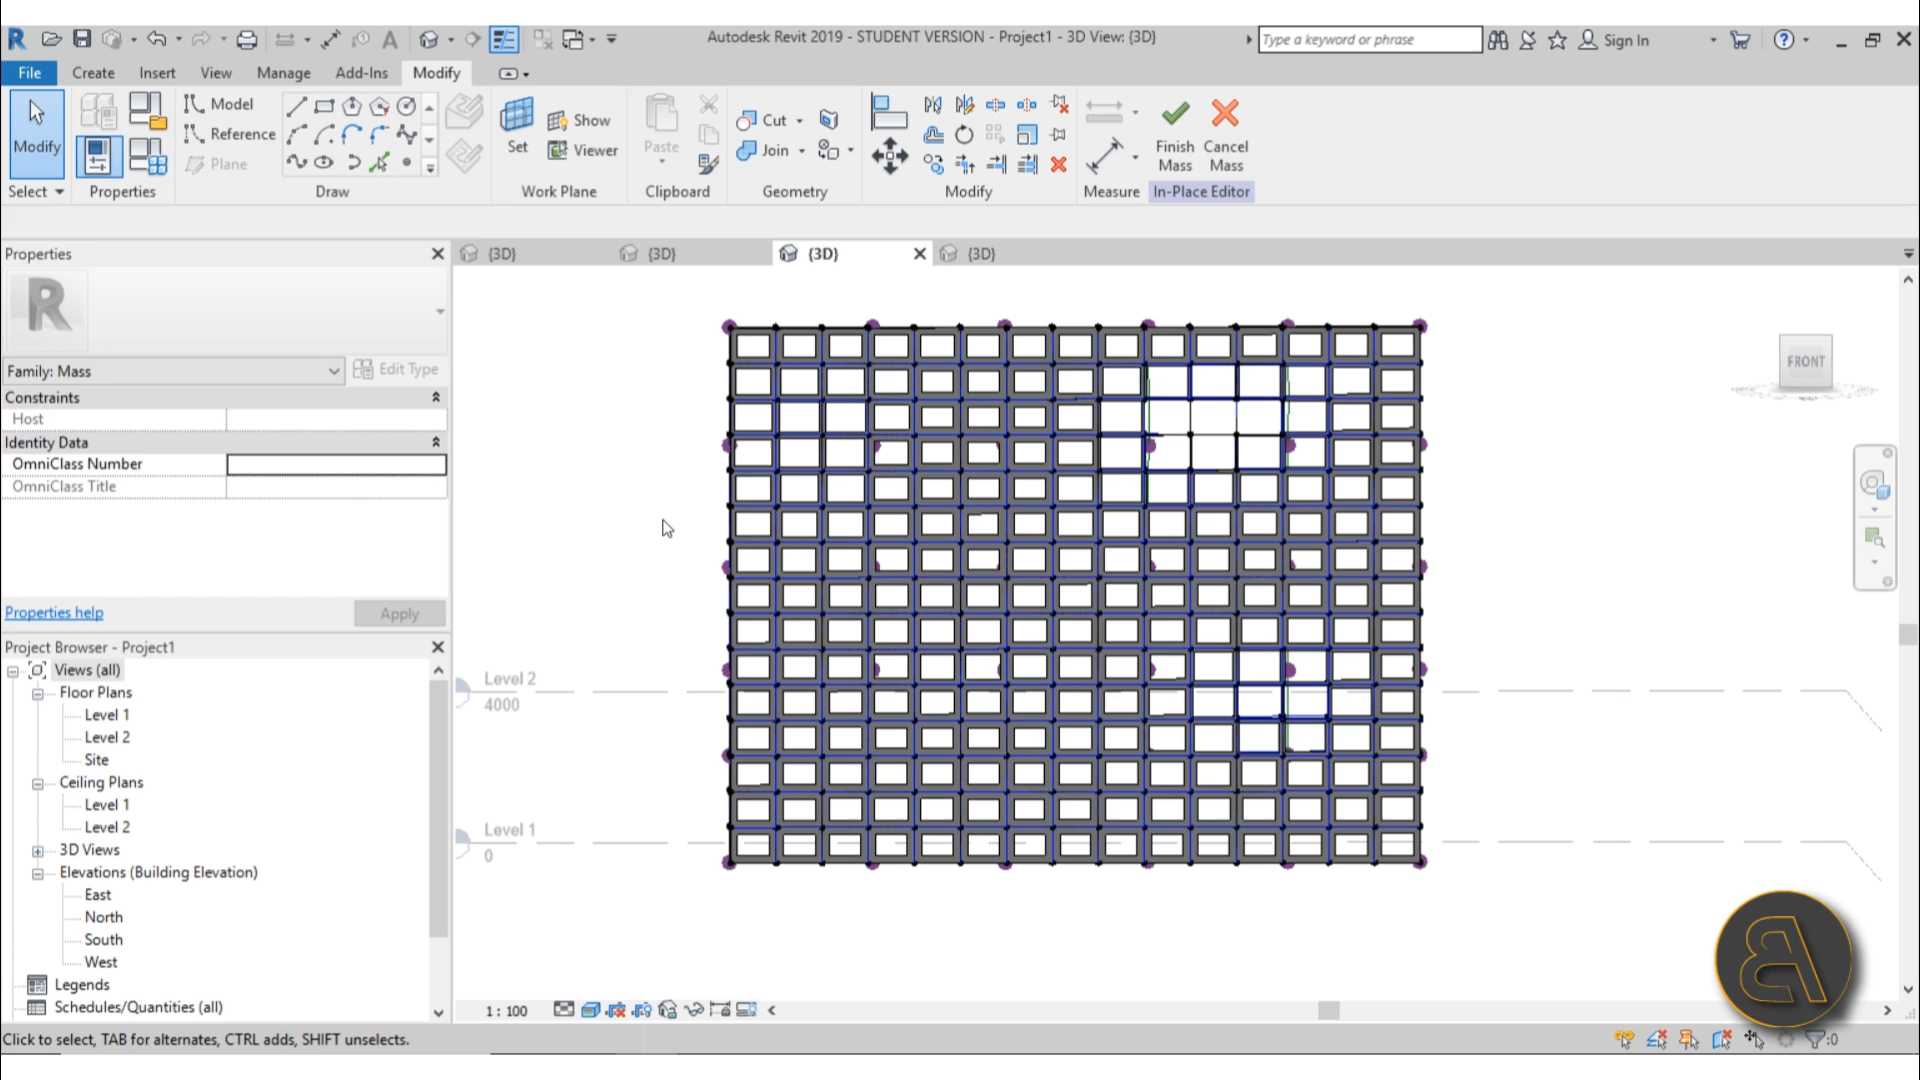 Autodesk Revit 2019 - STUDENT VERSION - Project1 - 3D View: {3D}
Type a keyword or phrase
Sign In
File Create Insert View Manage Add-Ins Modify
Modify
Select
Properties
Model
Reference
Plane
Draw
Set
Show
Viewer
Work Plane
Paste
Clipboard
Cut
Join
Geometry
Modify
Measure
Finish Mass
Cancel Mass
In-Place Editor
Properties
{3D} {3D} {3D} {3D}
R
Family: Mass
Edit Type
Constraints
Host
Identity Data
OmniClass Number
OmniClass Title
Properties help
Apply
Project Browser - Project1
Views (all)
Floor Plans
Level 1
Level 2
Site
Ceiling Plans
Level 1
Level 2
3D Views
Elevations (Building Elevation)
East
North
South
West
Legends
Schedules/Quantities (all)
FRONT
Level 2
4000
Level 1
0
1 : 100
Click to select, TAB for alternates, CTRL adds, SHIFT unselects.
:0